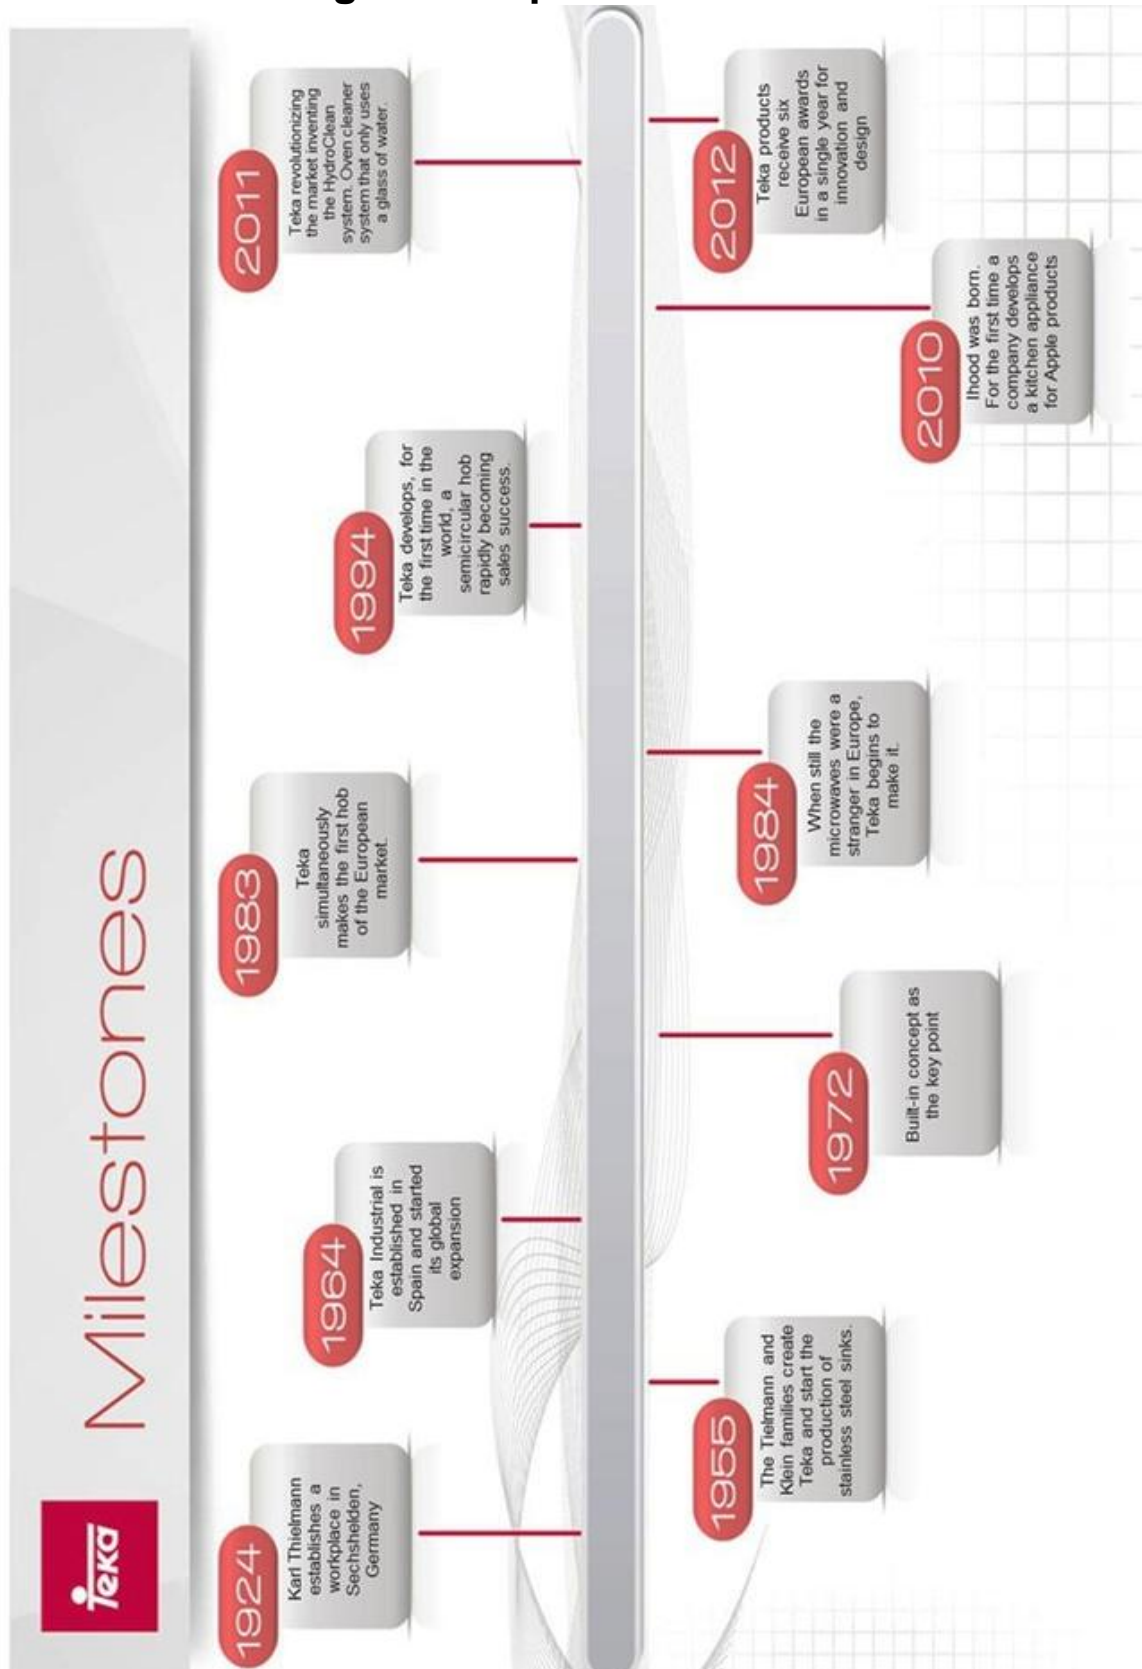 Teka
Milestones
1924
Karl Thielmann
establishes a
workplace in
Sechshelden,
Germany
1955
The Tielmann and
Klein families create
Teka and start the
production of
stainless steel sinks.
1964
Teka Industrial is
established in
Spain and started
its global
expansion
1972
Built-in concept as
the key point
1983
Teka
simultaneously
makes the first hob
of the European
market.
1984
When still the
microwaves were a
stranger in Europe,
Teka begins to
make it.
1994
Teka develops, for
the first time in the
world, a
semicircular hob
rapidly becoming
sales success.
2010
Ihood was born.
For the first time a
company develops
a kitchen appliance
for Apple products
2011
Teka revolutionizing
the market inventing
the HydroClean
system. Oven cleaner
system that only uses
a glass of water.
2012
Teka products
receive six
European awards
in a single year for
innovation and
design